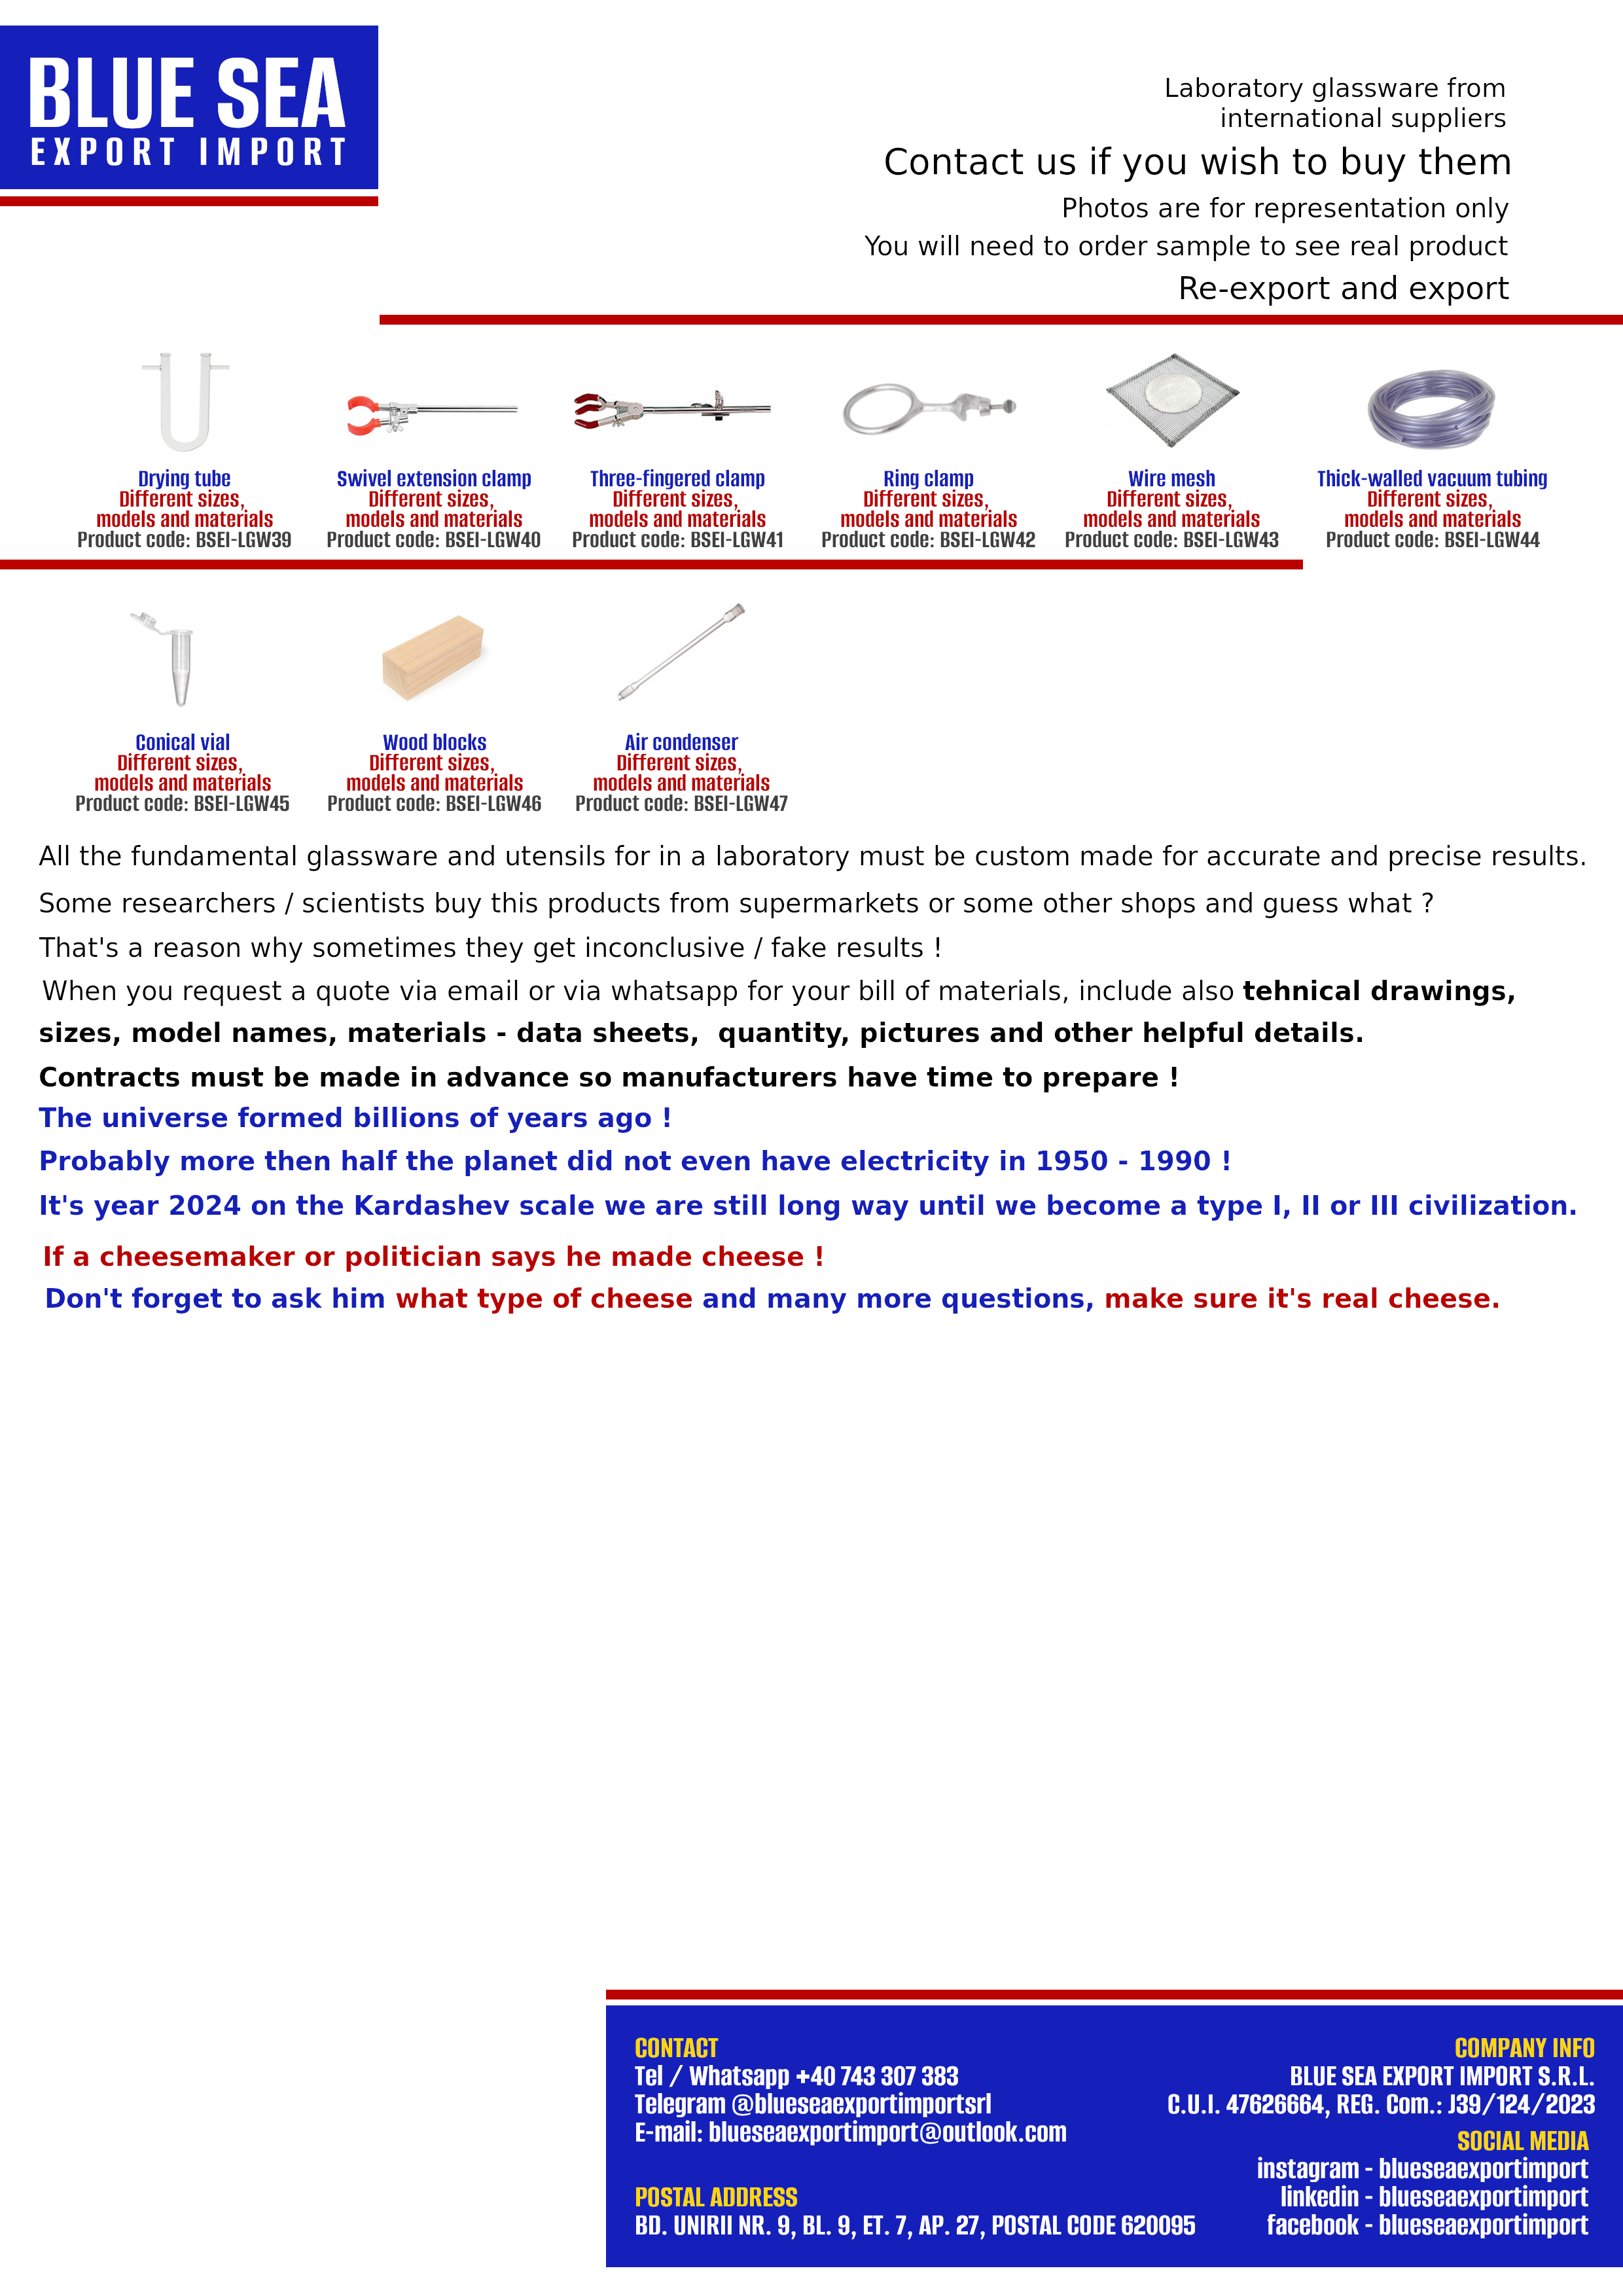 BLUE SEA
EXPORT IMPORT
Laboratory glassware from
international suppliers
Contact us if you wish to buy them
Photos are for representation only
You will need to order sample to see real product
Re-export and export
Drying tube
Different sizes,
models and materials
Product code: BSEI-LGW39
Swivel extension clamp
Different sizes,
models and materials
Product code: BSEI-LGW40
Three-fingered clamp
Different sizes,
models and materials
Product code: BSEI-LGW41
Ring clamp
Different sizes,
models and materials
Product code: BSEI-LGW42
Wire mesh
Different sizes,
models and materials
Product code: BSEI-LGW43
Thick-walled vacuum tubing
Different sizes,
models and materials
Product code: BSEI-LGW44
Conical vial
Different sizes,
models and materials
Product code: BSEI-LGW45
Wood blocks
Different sizes,
models and materials
Product code: BSEI-LGW46
Air condenser
Different sizes,
models and materials
Product code: BSEI-LGW47
All the fundamental glassware and utensils for in a laboratory must be custom made for accurate and precise results.
Some researchers / scientists buy this products from supermarkets or some other shops and guess what ?
That's a reason why sometimes they get inconclusive / fake results !
When you request a quote via email or via whatsapp for your bill of materials, include also tehnical drawings,
sizes, model names, materials - data sheets,  quantity, pictures and other helpful details.
Contracts must be made in advance so manufacturers have time to prepare !
The universe formed billions of years ago !
Probably more then half the planet did not even have electricity in 1950 - 1990 !
It's year 2024 on the Kardashev scale we are still long way until we become a type I, II or III civilization.
If a cheesemaker or politician says he made cheese !
Don't forget to ask him what type of cheese and many more questions, make sure it's real cheese.
CONTACT
Tel / Whatsapp +40 743 307 383
Telegram @blueseaexportimportsrl
E-mail: blueseaexportimport@outlook.com
POSTAL ADDRESS
BD. UNIRII NR. 9, BL. 9, ET. 7, AP. 27, POSTAL CODE 620095
COMPANY INFO
BLUE SEA EXPORT IMPORT S.R.L.
C.U.I. 47626664, REG. Com.: J39/124/2023
SOCIAL MEDIA
instagram - blueseaexportimport
linkedin - blueseaexportimport
facebook - blueseaexportimport